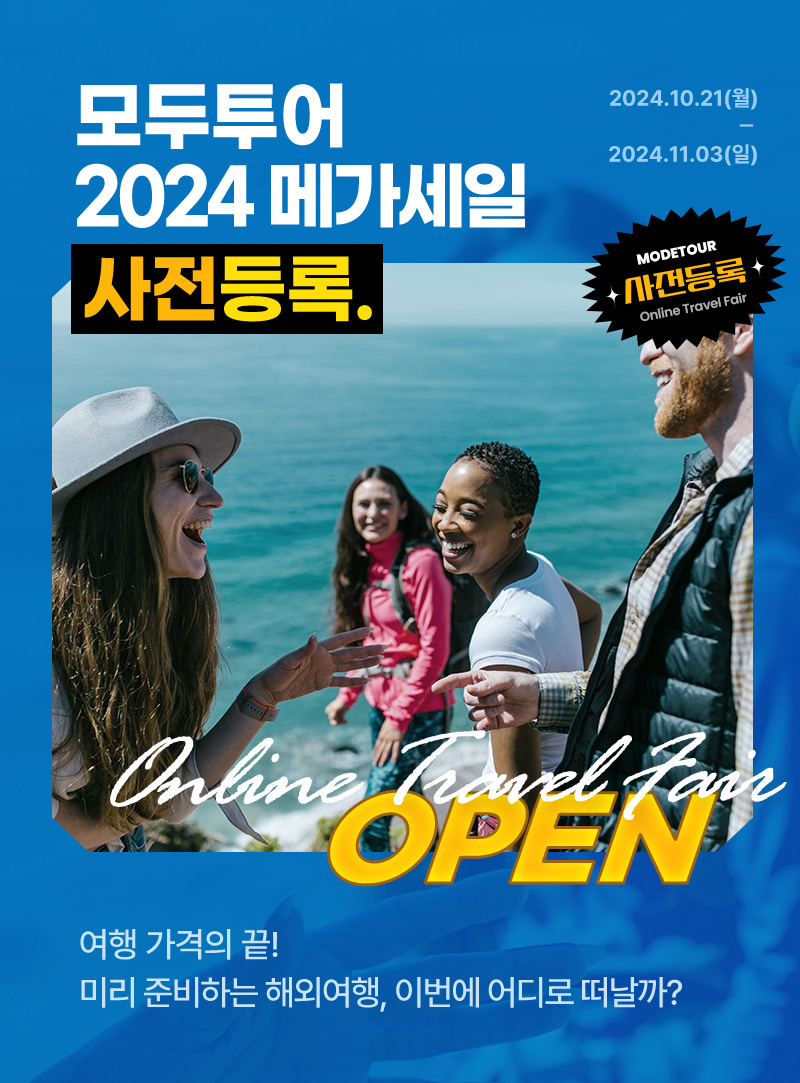 모두투어
2024 메가세일
사전등록.
2024.10.21(월)
–
2024.11.03(일)
MODETOUR
사전등록
Online Travel Fair
Online Travel Fair
OPEN
여행 가격의 끝!
미리 준비하는 해외여행, 이번에 어디로 떠날까?